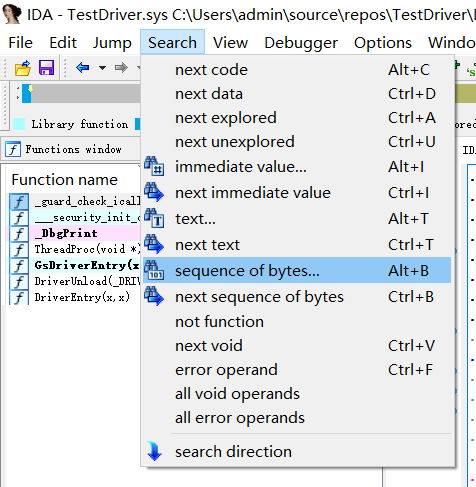 IDA - TestDriver.sys C:\Users\admin\source\repos\TestDriver\
File Edit Jump Search View Debugger Options Windo
Library function
Functions window
Function name
_guard_check_icall
___security_init_c
_DbgPrint
ThreadProc(void *)
GsDriverEntry(x
DriverUnload(_DRIV
DriverEntry(x,x)
next code Alt+C
next data Ctrl+D
next explored Ctrl+A
next unexplored Ctrl+U
immediate value... Alt+I
next immediate value Ctrl+I
text... Alt+T
next text Ctrl+T
sequence of bytes... Alt+B
next sequence of bytes Ctrl+B
not function
next void Ctrl+V
error operand Ctrl+F
all void operands
all error operands
search direction
ored
IDA